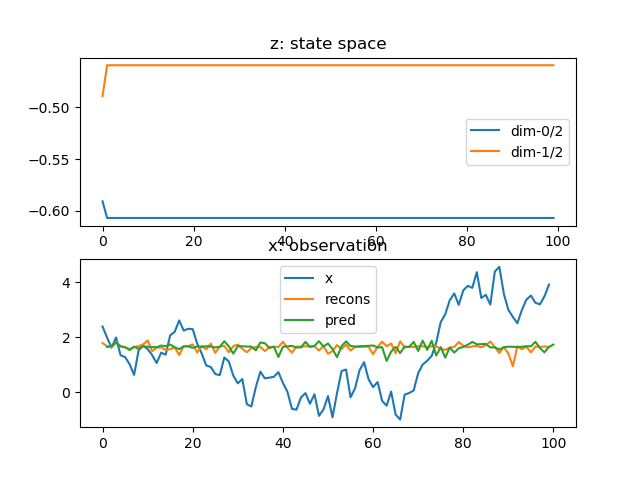 z: state space
−0.50
−0.55
−0.60
dim-0/2
dim-1/2
0 20 40 60 80 100
x: observation
4
2
0
x
recons
pred
0 20 40 60 80 100